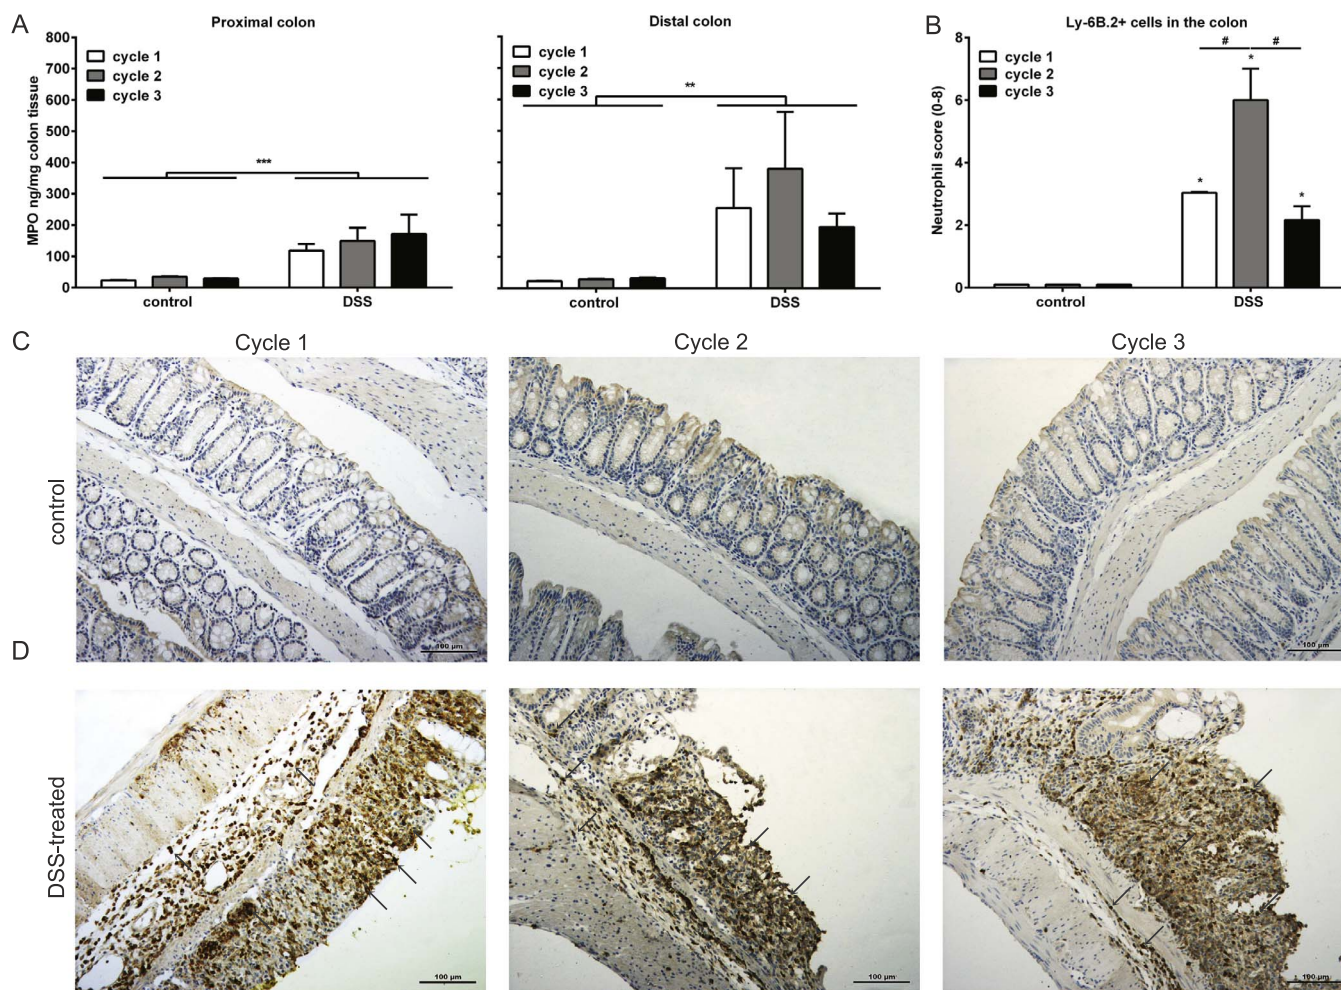 A
Proximal colon
MPO ng/mg colon tissue
800
700
600
500
400
300
200
100
0
cycle 1
cycle 2
cycle 3
***
control
DSS
Distal colon
cycle 1
cycle 2
cycle 3
**
control
DSS
B
Ly-6B.2+ cells in the colon
Neutrophil score (0-8)
8
6
4
2
0
cycle 1
cycle 2
cycle 3
# #
*
*
*
control
DSS
C
Cycle 1
Cycle 2
Cycle 3
control
100 µm
100 µm
100 µm
D
DSS-treated
100 µm
100 µm
100 µm